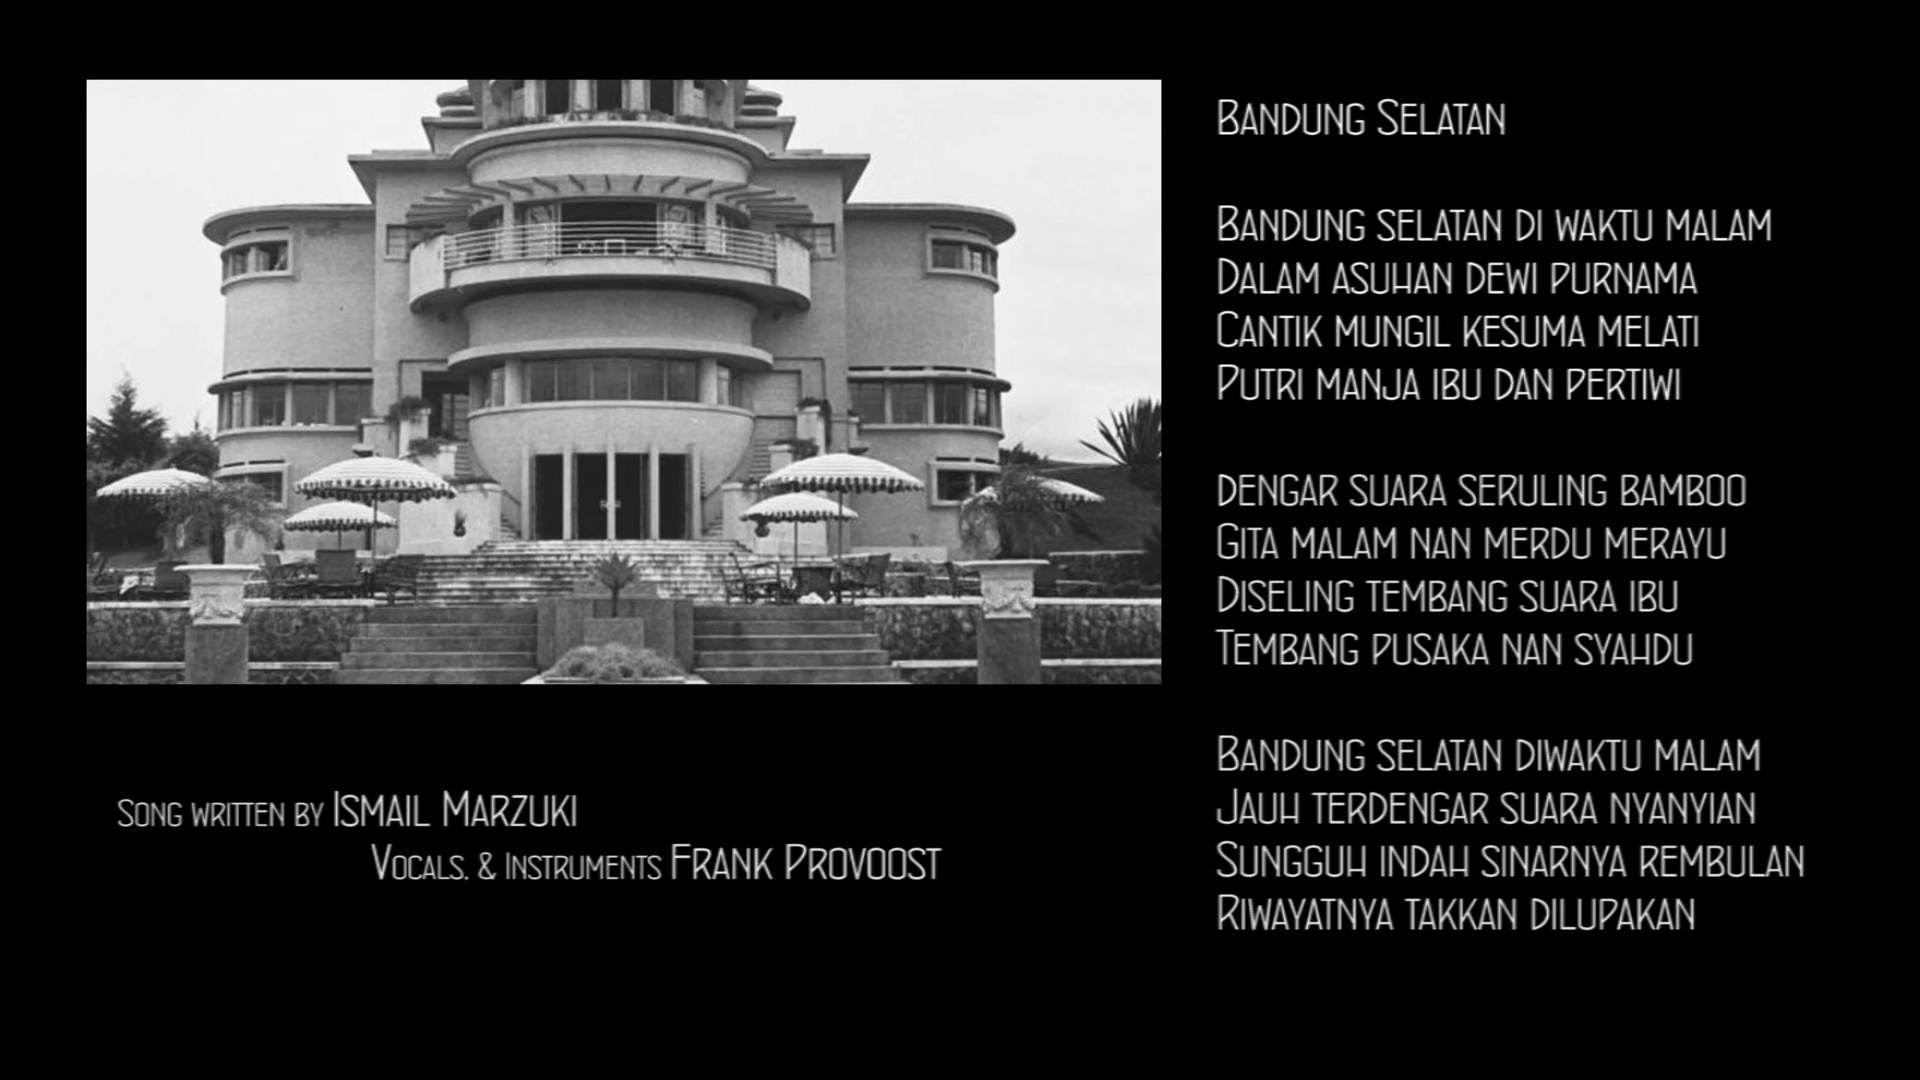 Bandung Selatan
Bandung selatan di waktu malam
Dalam asuhan dewi purnama
Cantik mungil kesuma melati
Putri manja ibu dan pertiwi
dengar suara seruling bamboo
Gita malam nan merdu merayu
Diseling tembang suara ibu
Tembang pusaka nan syahdu
Bandung selatan diwaktu malam
Jauh terdengar suara nyanyian
Sungguh indah sinarnya rembulan
Riwayatnya takkan dilupakan
Song written by Ismail Marzuki
Vocals. & Instruments Frank Provoost